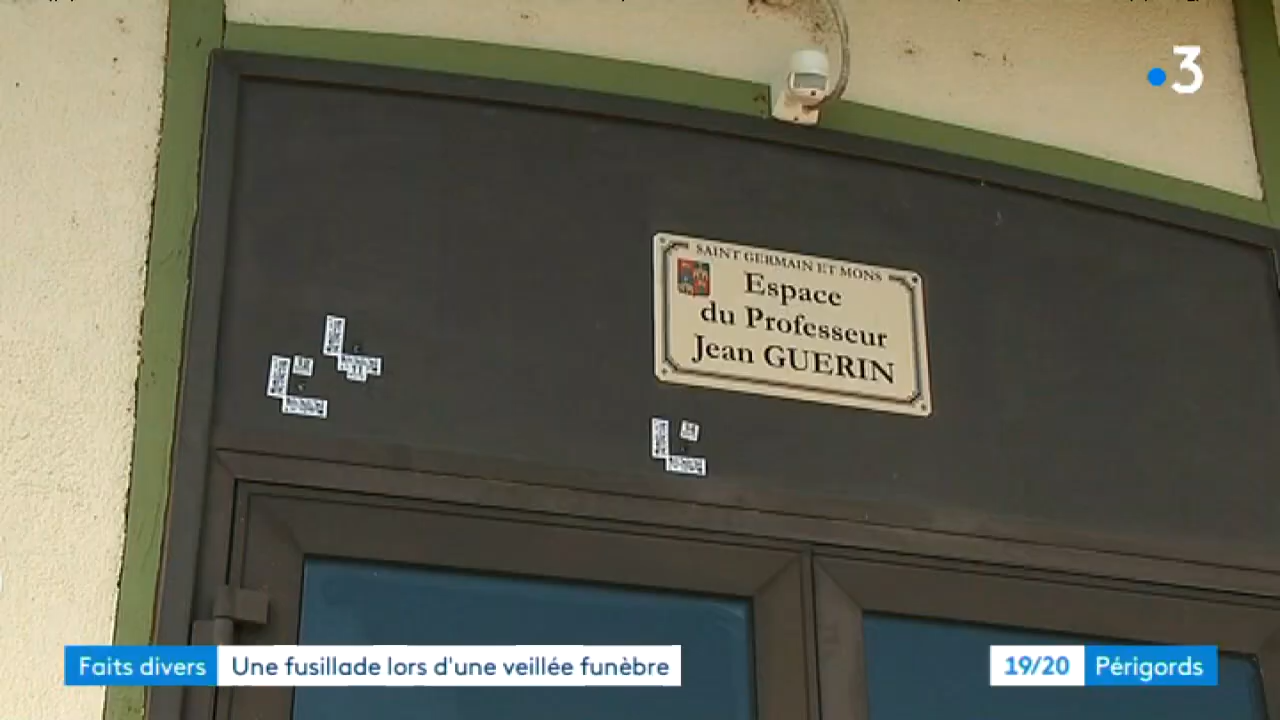 3
SAINT GERMAIN ET MONS
Espace
du Professeur
Jean GUERIN
Faits divers Une fusillade lors d'une veillée funèbre
19/20 Périgords